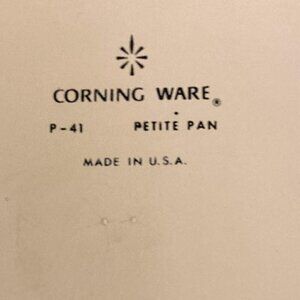 CORNING WARE®
P-41 PETITE PAN
MADE IN U.S.A.